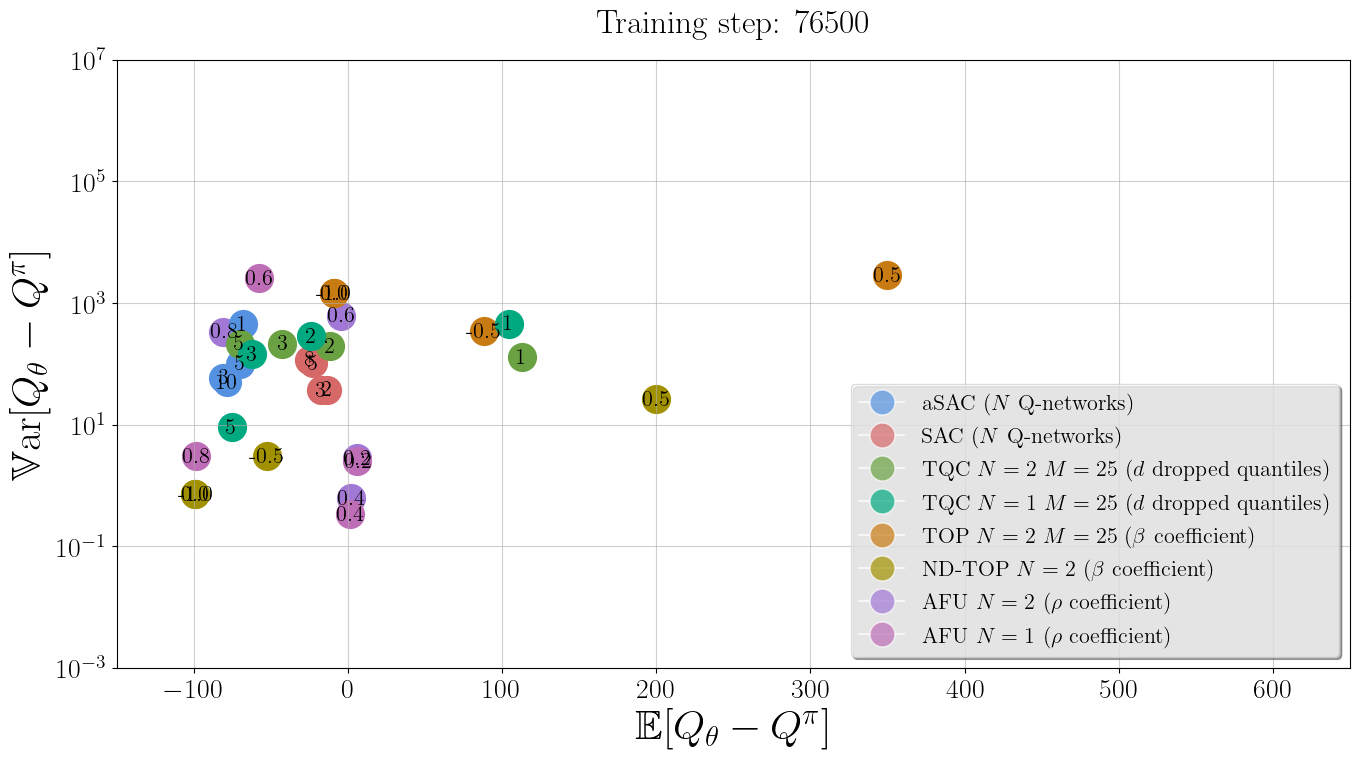 Training step: 76500
10^7
10^5
10^3
10^1
10^{-1}
10^{-3}
𝕍ar[Q_θ − Q^π]
0.6
-1.0
0.6
0.5
0.8
1
-0.5
1
5
3
3
2
2
1
5
5
3
10
3
2
0.5
5
0.8
-0.5
0.2
0.2
-1.0
0.4
0.4
aSAC (N Q-networks)
SAC (N Q-networks)
TQC N = 2 M = 25 (d dropped quantiles)
TQC N = 1 M = 25 (d dropped quantiles)
TOP N = 2 M = 25 (β coefficient)
ND-TOP N = 2 (β coefficient)
AFU N = 2 (ρ coefficient)
AFU N = 1 (ρ coefficient)
−100 0 100 200 300 400 500 600
𝔼[Q_θ − Q^π]